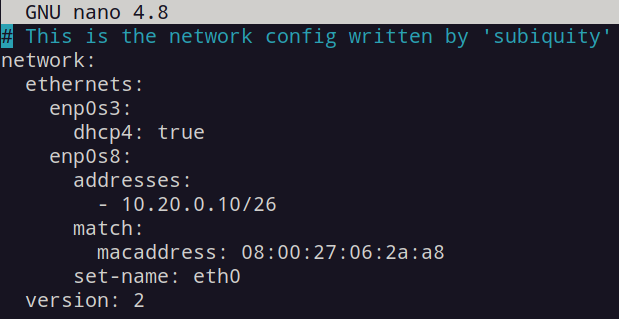 GNU nano 4.8
# This is the network config written by 'subiquity'
network:
  ethernets:
    enp0s3:
      dhcp4: true
    enp0s8:
      addresses:
        - 10.20.0.10/26
      match:
        macaddress: 08:00:27:06:2a:a8
      set-name: eth0
  version: 2